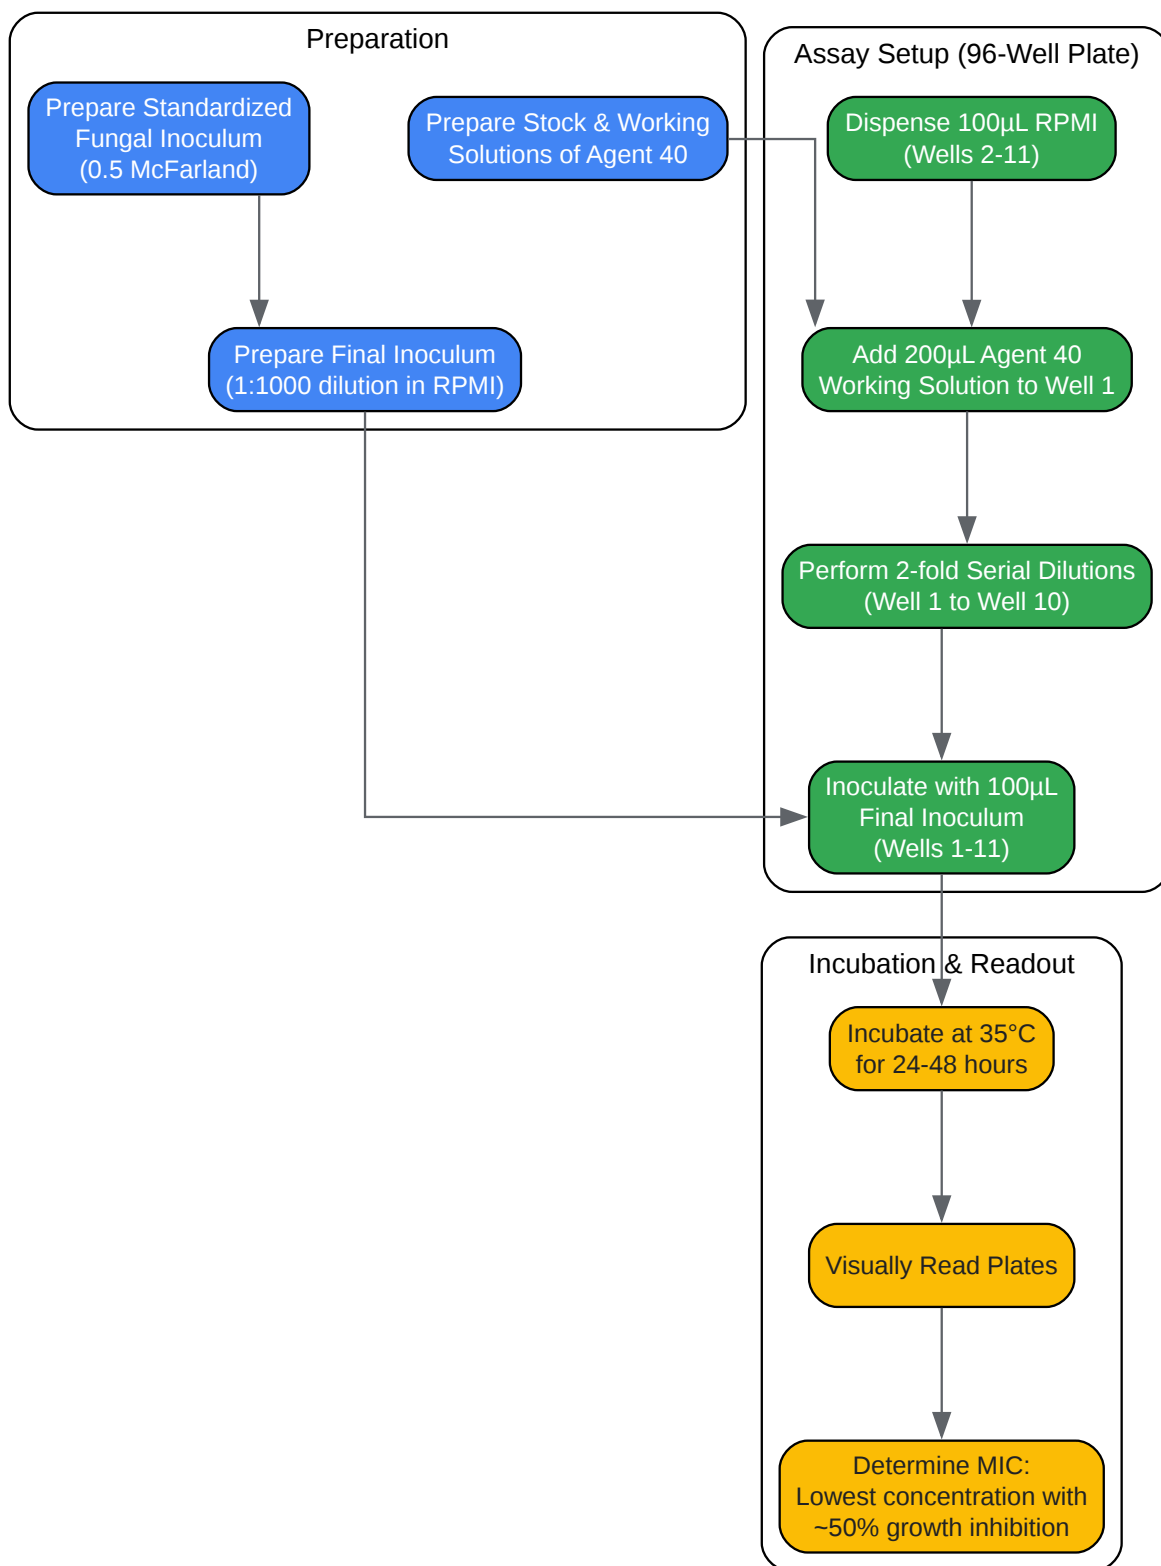 Preparation
Prepare Standardized
Fungal Inoculum
(0.5 McFarland)
Prepare Stock & Working
Solutions of Agent 40
Prepare Final Inoculum
(1:1000 dilution in RPMI)
Assay Setup (96-Well Plate)
Dispense 100µL RPMI
(Wells 2-11)
Add 200µL Agent 40
Working Solution to Well 1
Perform 2-fold Serial Dilutions
(Well 1 to Well 10)
Inoculate with 100µL
Final Inoculum
(Wells 1-11)
Incubation & Readout
Incubate at 35°C
for 24-48 hours
Visually Read Plates
Determine MIC:
Lowest concentration with
~50% growth inhibition